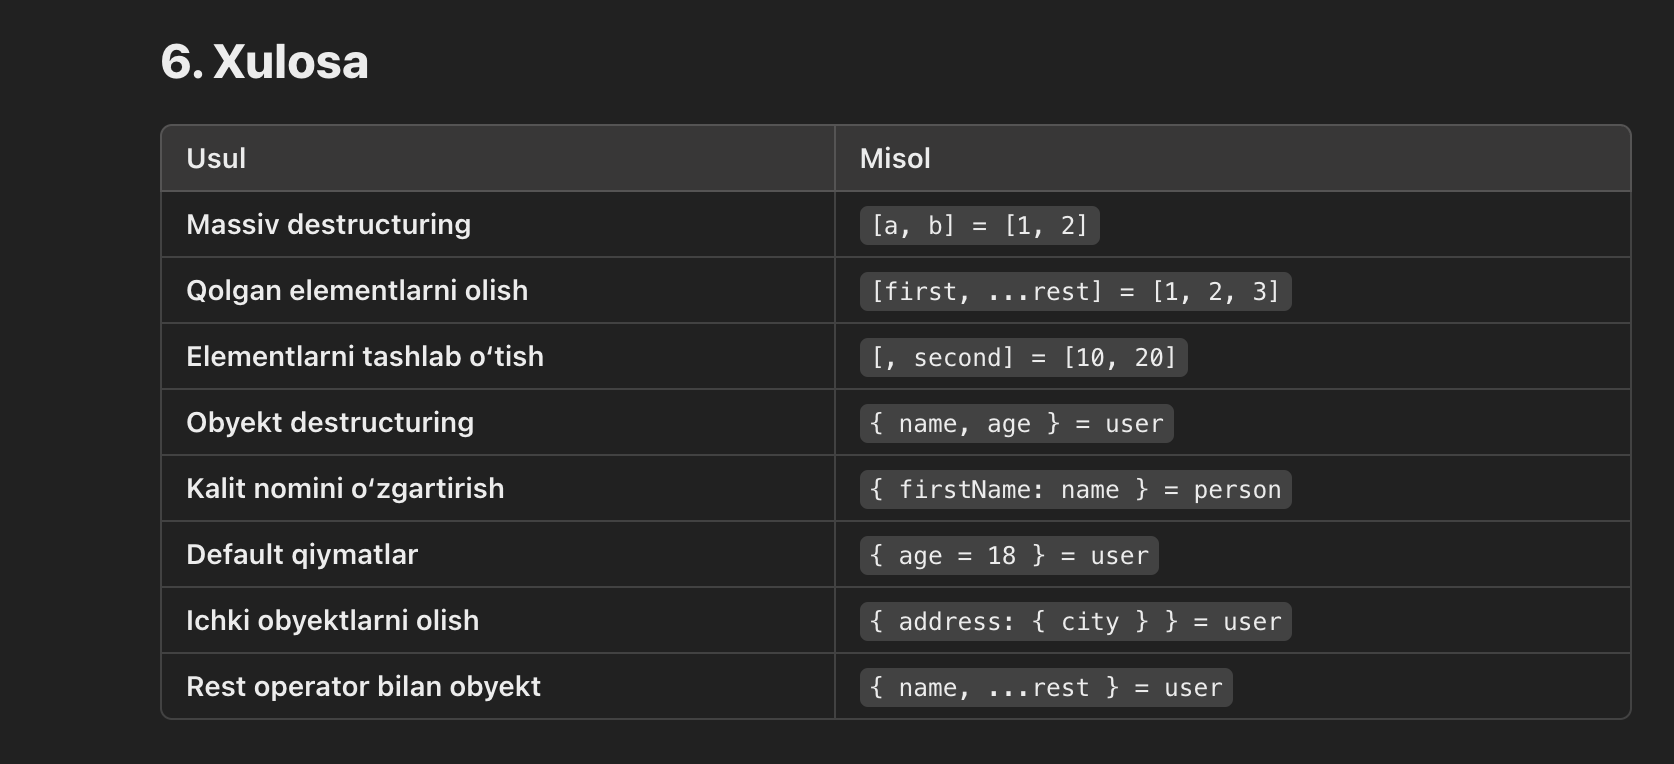 6. Xulosa
Usul Misol
Massiv destructuring [a, b] = [1, 2]
Qolgan elementlarni olish [first, ...rest] = [1, 2, 3]
Elementlarni tashlab o‘tish [, second] = [10, 20]
Obyekt destructuring { name, age } = user
Kalit nomini o‘zgartirish { firstName: name } = person
Default qiymatlar { age = 18 } = user
Ichki obyektlarni olish { address: { city } } = user
Rest operator bilan obyekt { name, ...rest } = user